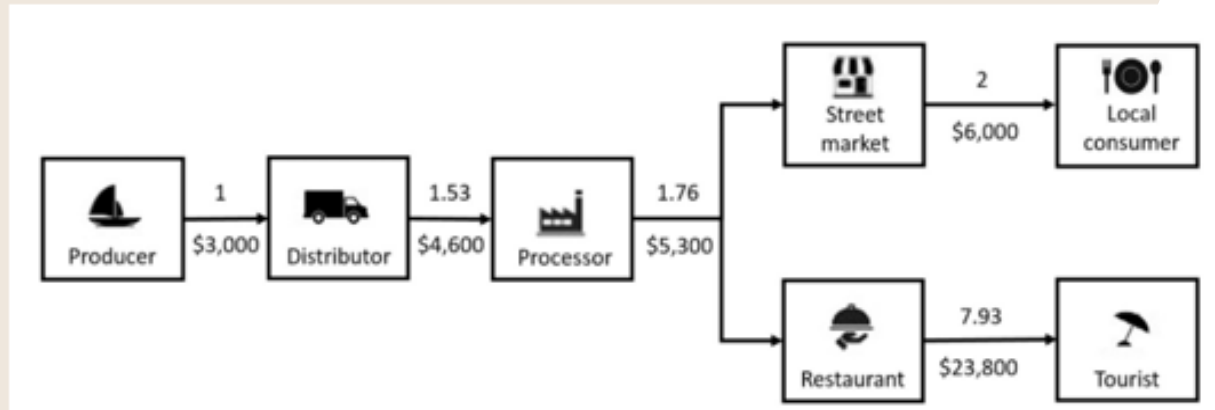 Producer
1
$3,000
Distributor
1.53
$4,600
Processor
1.76
$5,300
Street
market
2
$6,000
Local
consumer
Restaurant
7.93
$23,800
Tourist